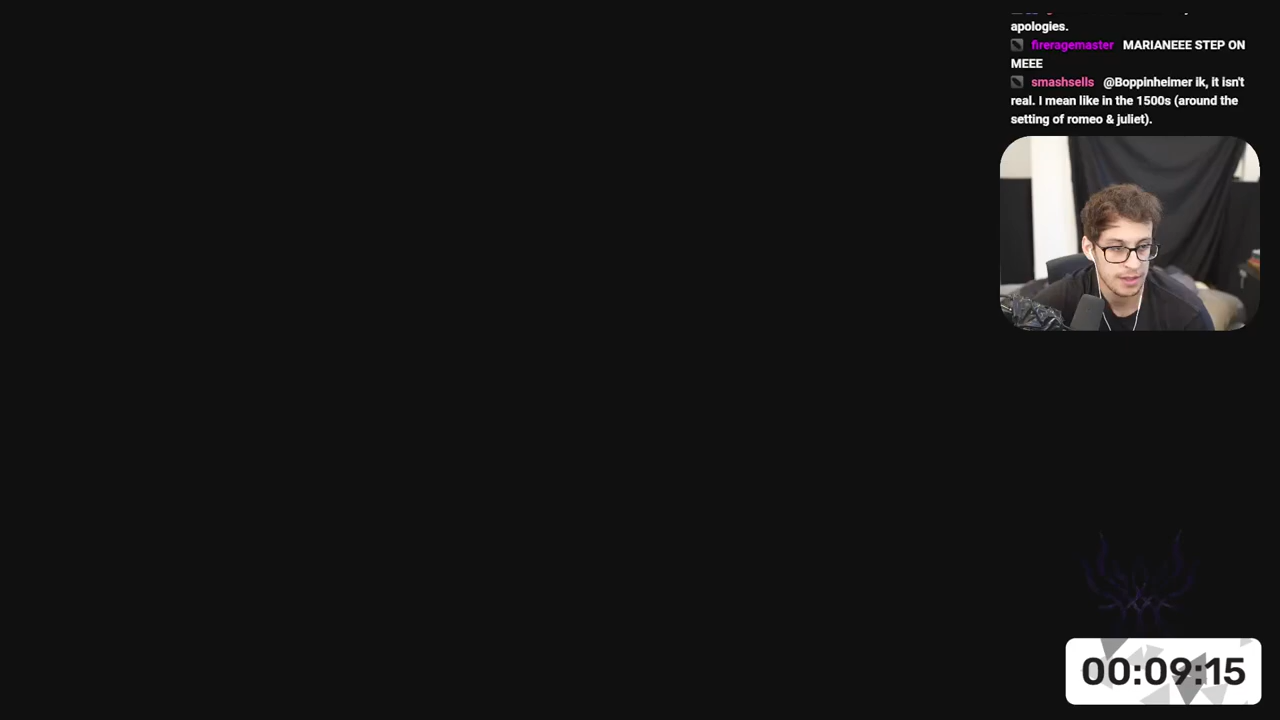 apologies.
fireragemaster MARIANEEE STEP ON
MEEE
smashsells @Boppinheimer ik, it isn't
real. I mean like in the 1500s (around the
setting of romeo & juliet).
00:09:15